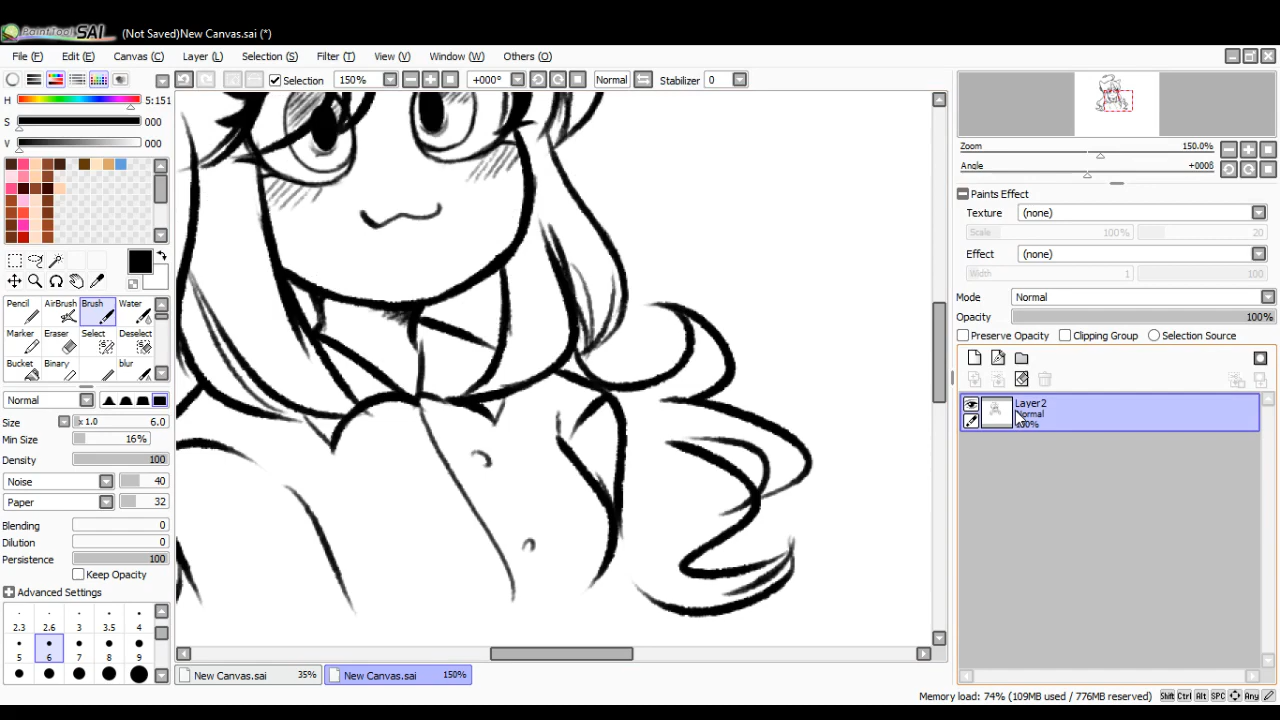 PaintTool SAI (Not Saved)New Canvas.sai (*)
File (F) Edit (E) Canvas (C) Layer (L) Selection (S) Filter (T) View (V) Window (W) Others (O)
Selection 150% +000° Normal Stabilizer 0
H 5:151
S 000
V 000
Zoom 150.0%
Angle +000δ
Paints Effect
Texture (none)
Scale 100% 20
Effect (none)
Width 1 100
Mode Normal
Opacity 100%
Preserve Opacity Clipping Group Selection Source
Layer2
Normal
100%
Pencil AirBrush Brush Water
Marker Eraser Select Deselect
Bucket Binary blur
Normal
Size x 1.0 6.0
Min Size 16%
Density 100
Noise 40
Paper 32
Blending 0
Dilution 0
Persistence 100
Keep Opacity
Advanced Settings
2.3 2.6 3 3.5 4
5 6 7 8 9
New Canvas.sai 35% New Canvas.sai 150%
Memory load: 74% (109MB used / 776MB reserved) Shift Ctrl Alt SPC Any